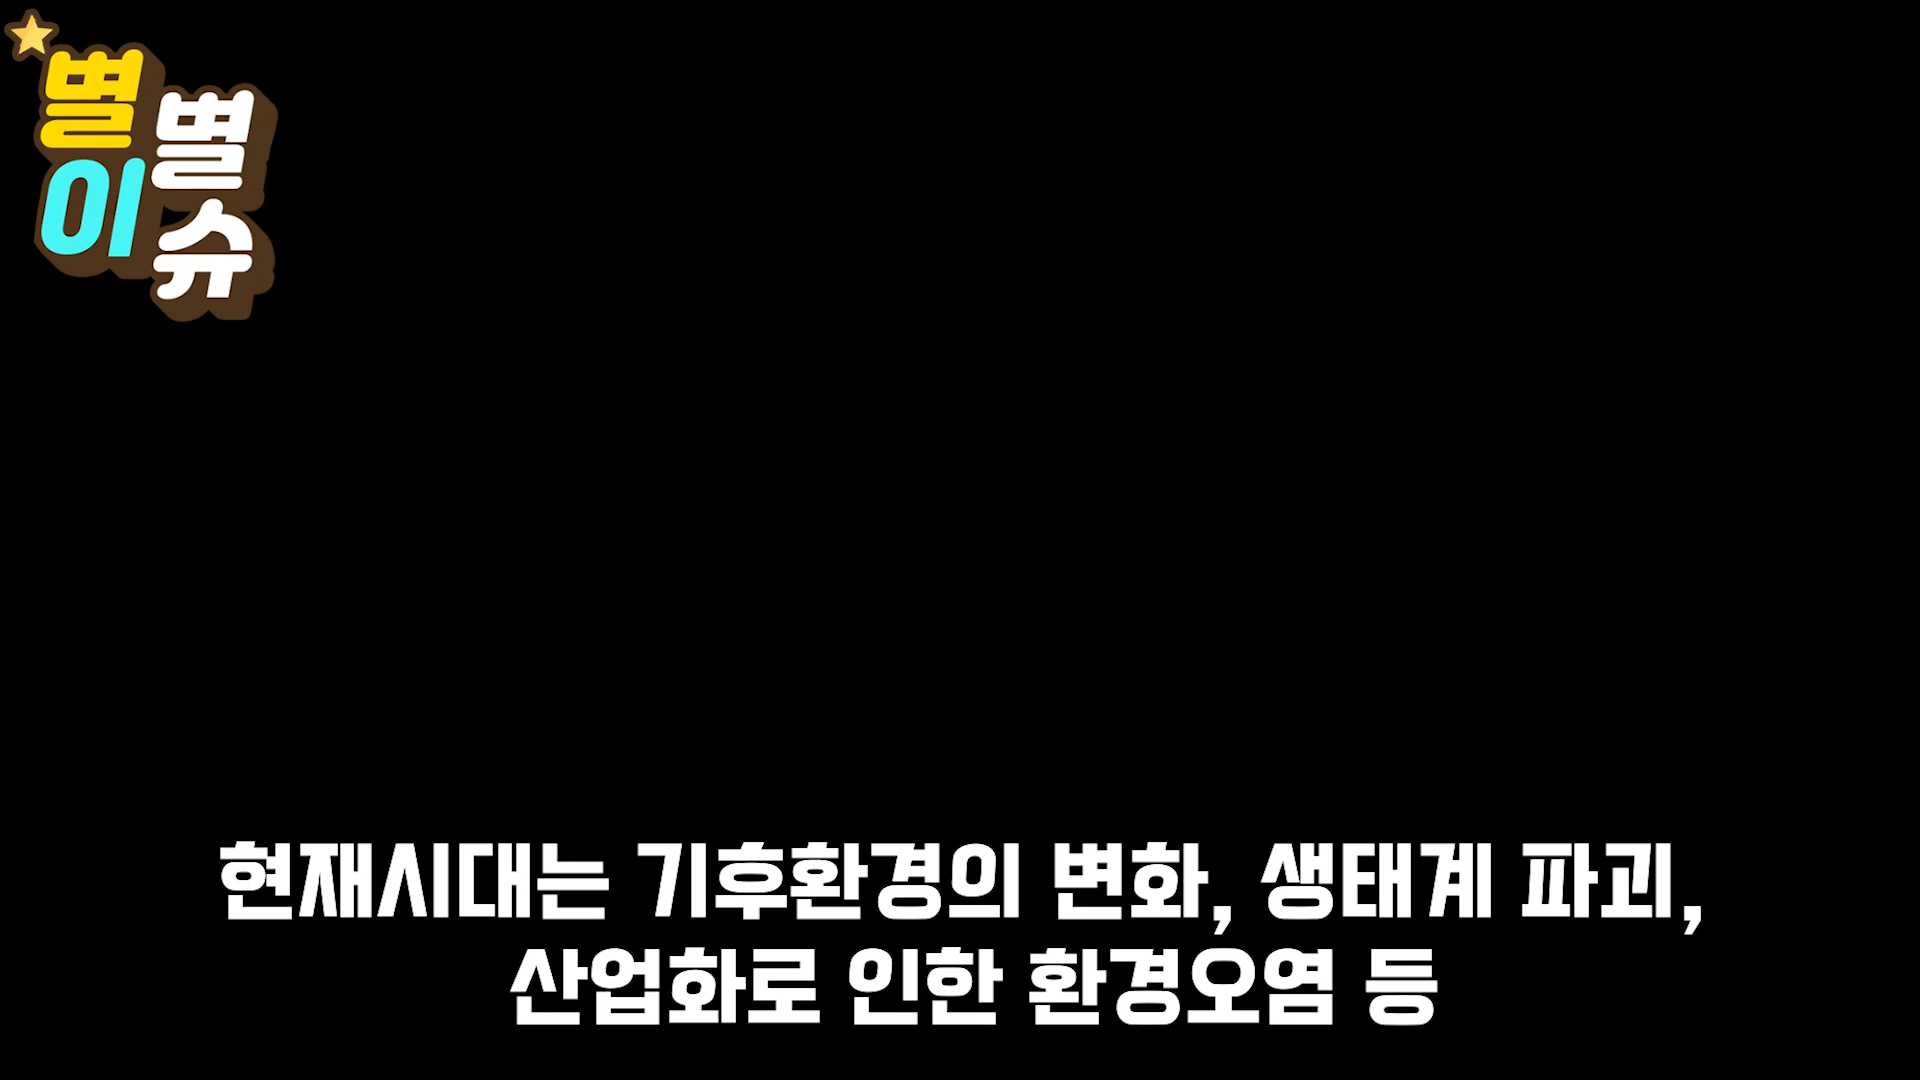 별별
이슈
현재시대는 기후환경의 변화, 생태계 파괴,
산업화로 인한 환경오염 등